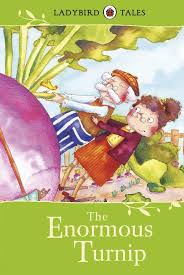 LADYBIRD TALES
The
Enormous
Turnip